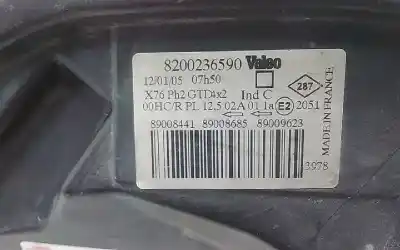 8200236590 Valeo
12/01/05 07h50
X76 Ph2 GTD4x2 Ind C
287
00HC/R PL 12,5 02A 01 1a E2 2051
89008441 89008685 89009623
3978
MADE IN FRANCE